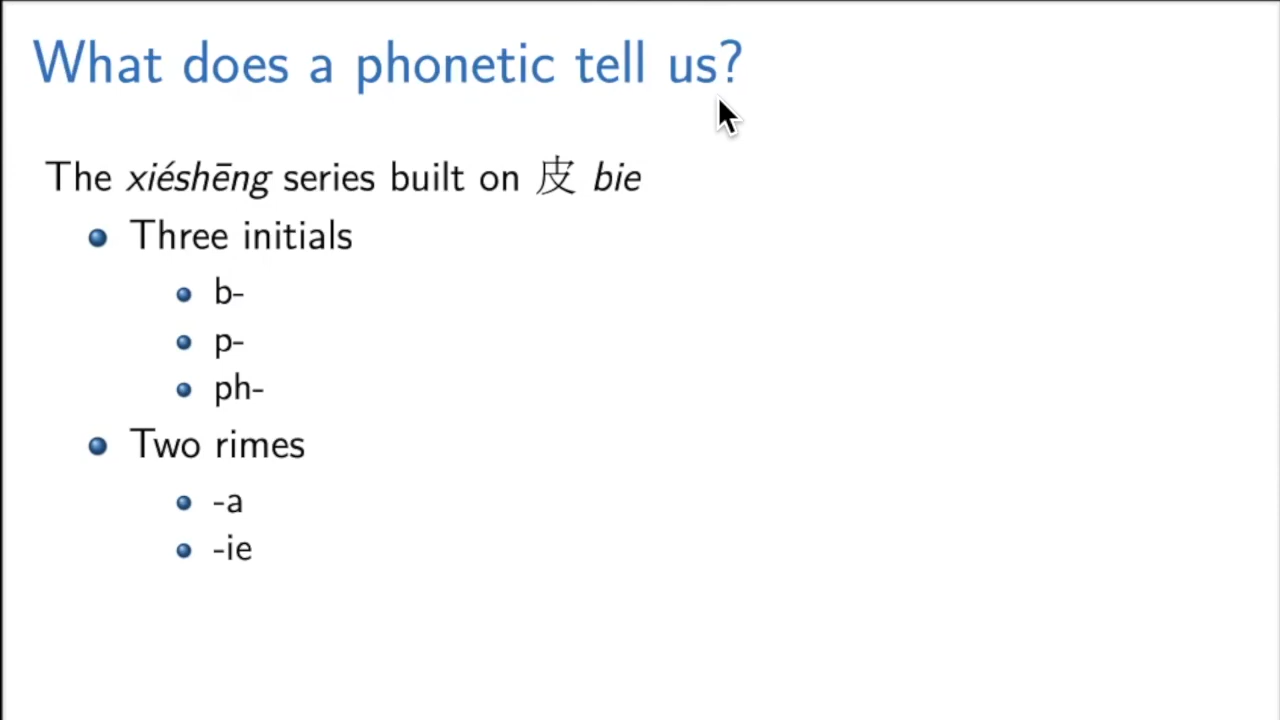 What does a phonetic tell us?
The xiéshēng series built on 皮 bie
Three initials
b-
p-
ph-
Two rimes
-a
-ie